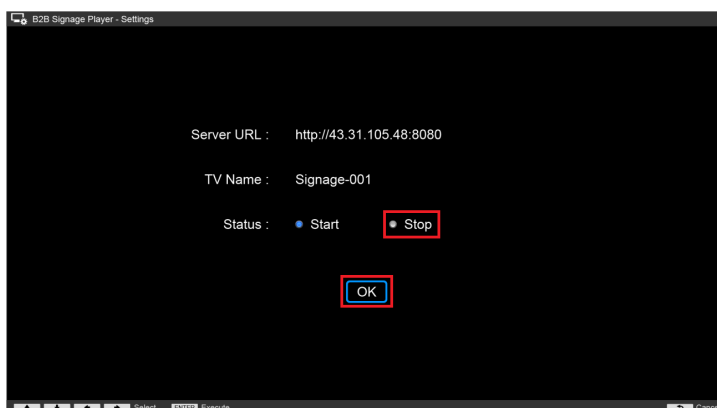 B2B Signage Player - Settings
Server URL : http://43.31.105.48:8080
TV Name : Signage-001
Status : Start Stop
OK
Select ENTER Execute